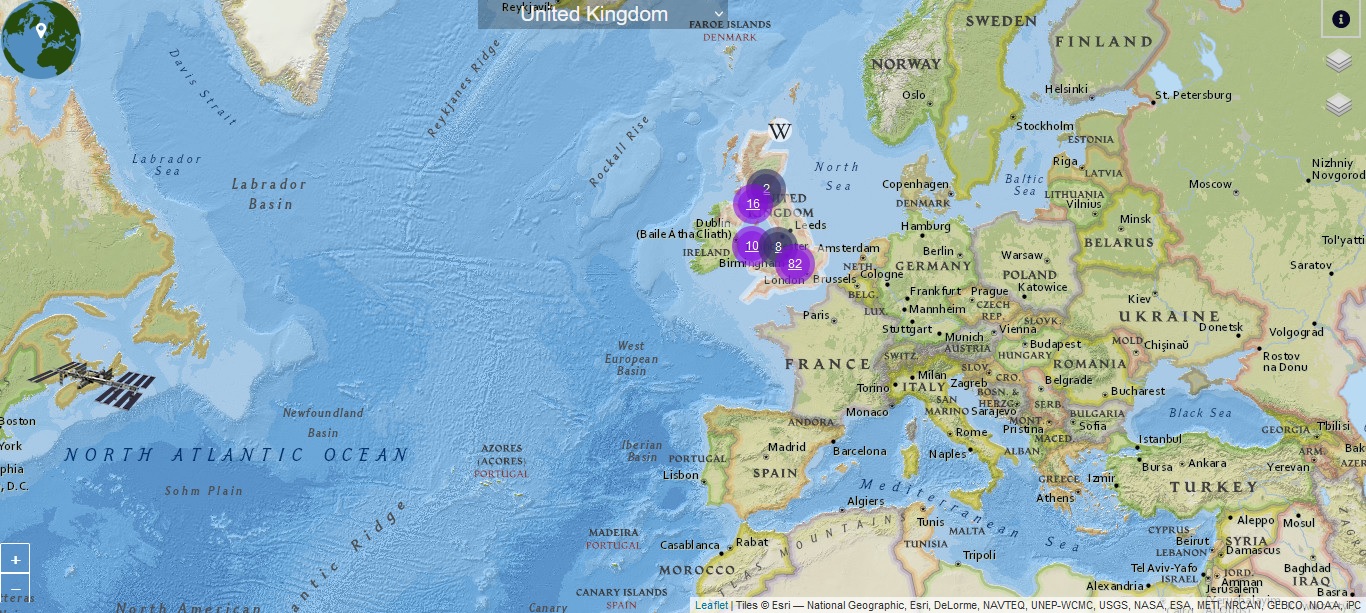 Reykjavík
United Kingdom
FAROE ISLANDS
DENMARK
SWEDEN
FINLAND
NORWAY
Helsinki
Oslo
St. Petersburg
Stockholm
ESTONIA
Davis Strait
Reykjanes Ridge
Rockall Rise
W
Labrador
Sea
North
Sea
Riga
LATVIA
Nizhniy
Novgorod
Labrador
Basin
2
16
UNITED
KINGDOM
Copenhagen
DENMARK
Baltic
Sea
LITHUANIA
Vilnius
Moscow
Dublin
(Baile Átha Cliath)
Leeds
Hamburg
Minsk
BELARUS
Tol'yatti
IRELAND
10
8
82
Birmingham
London
Amsterdam
Berlin
Warsaw
NETH.
Cologne
GERMANY
POLAND
Saratov
Brussels
BELG.
Frankfurt
Prague
Katowice
Kiev
LUX.
Mannheim
CZECH
REP.
UKRAINE
Paris
Stuttgart
SLOVK.
Vienna
Donetsk
Volgograd
Munich
AUSTRIA
Budapest
MOLD.
Chişinaŭ
West
European
Basin
FRANCE
SWITZ.
HUNGARY
ROMANIA
Rostov
na Donu
Milan
SLOV.
Torino
ITALY
Zagreb
CRO.
Belgrade
Bucharest
BOSN. &
HERZG.
SERB.
Monaco
SAN
MARINO
Sarajevo
BULGARIA
Black Sea
Newfoundland
Basin
ANDORRA
MONT.
Pristina
Sofia
GEORGIA
Tbilisi
Boston
Rome
MACED.
Istanbul
ARM.
NORTH ATLANTIC OCEAN
AZORES
(AÇORES)
PORTUGAL
Iberian
Basin
Madrid
Barcelona
Naples
ALBAN.
Bursa
Ankara
Yerevan
PORTUGAL
Lisbon
SPAIN
GREECE
Izmir
TURKEY
, D.C.
Sohm Plain
Athens
Algiers
Mediterranean Sea
Tunis
MALTA
TUNISIA
CYPRUS
Aleppo
Mosul
MADEIRA
PORTUGAL
Casablanca
Rabat
Beirut
LEBANON
SYRIA
Damascus
Tripoli
MOROCCO
Tel Aviv-Yafo
ISRAEL
JORD.
Amman
Baghdad
IRAQ
Alexandria
Jerusalem
Basra
+
−
CANARY ISLANDS
SPAIN
Canary
North American
Leaflet | Tiles © Esri — National Geographic, Esri, DeLorme, NAVTEQ, UNEP-WCMC, USGS, NASA, ESA, METI, NRCAN, GEBCO, NOAA, iPC